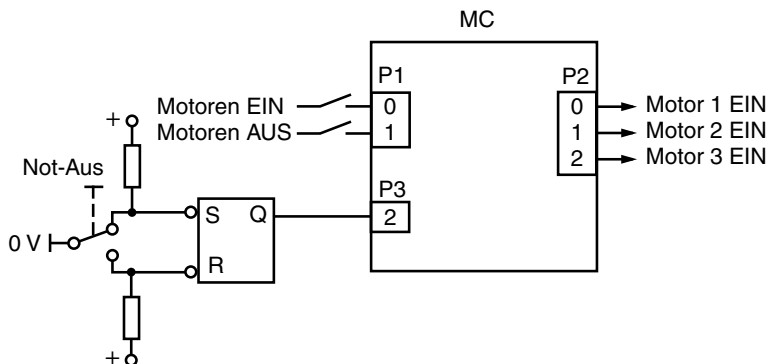 MC
P1
P2
Motoren EIN
0
0
Motor 1 EIN
+
Motoren AUS
1
1
Motor 2 EIN
2
Motor 3 EIN
Not-Aus
P3
S
Q
2
0 V
R
+